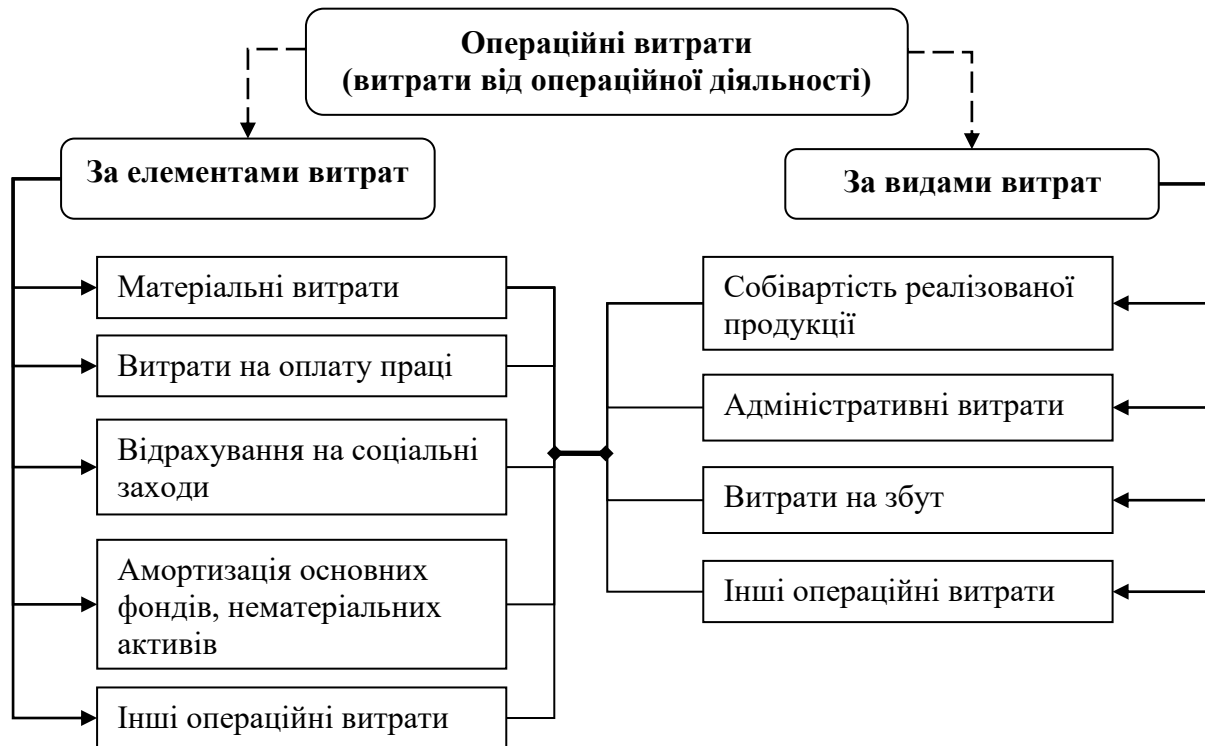 Операційні витрати
(витрати від операційної діяльності)
За елементами витрат
За видами витрат
Матеріальні витрати
Витрати на оплату праці
Відрахування на соціальні
заходи
Амортизація основних
фондів, нематеріальних
активів
Інші операційні витрати
Собівартість реалізованої
продукції
Адміністративні витрати
Витрати на збут
Інші операційні витрати